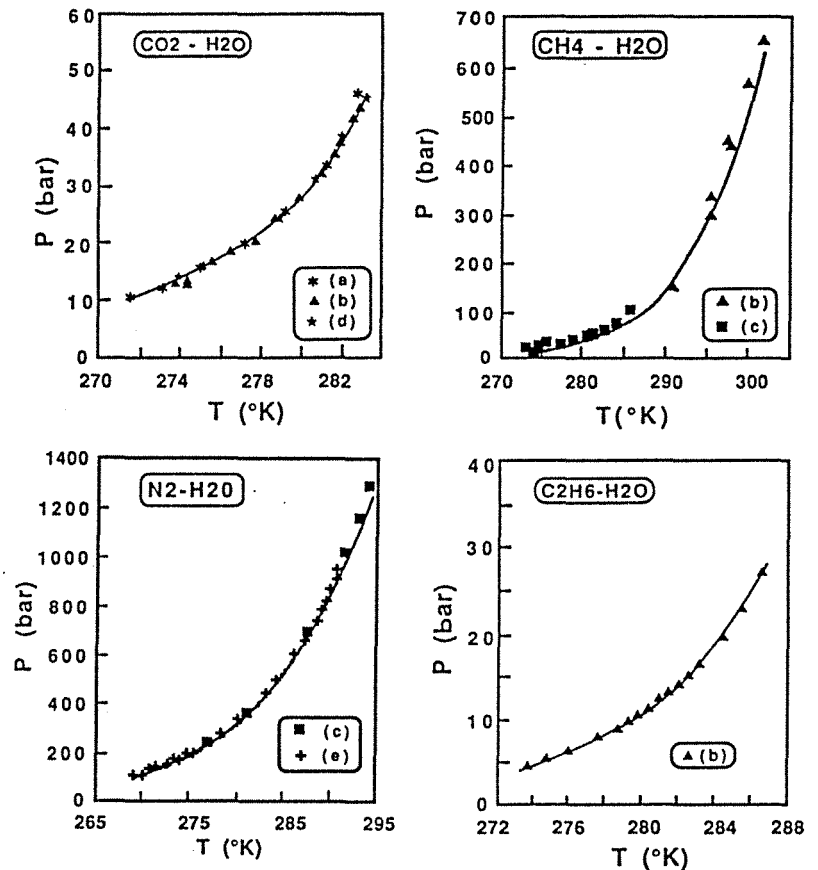 CO2 - H2O
60
50
40
30
20
10
0
P (bar)
270 274 278 282
T (°K)
* (a)
▲ (b)
★ (d)
CH4 - H2O
700
600
500
400
300
200
100
0
P (bar)
270 280 290 300
T(°K)
▲ (b)
■ (c)
N2-H20
1400
1200
1000
800
600
400
200
0
P (bar)
265 275 285 295
T (°K)
■ (c)
+ (e)
C2H6-H2O
40
30
20
10
0
P (bar)
272 276 280 284 288
T (°K)
▲ (b)